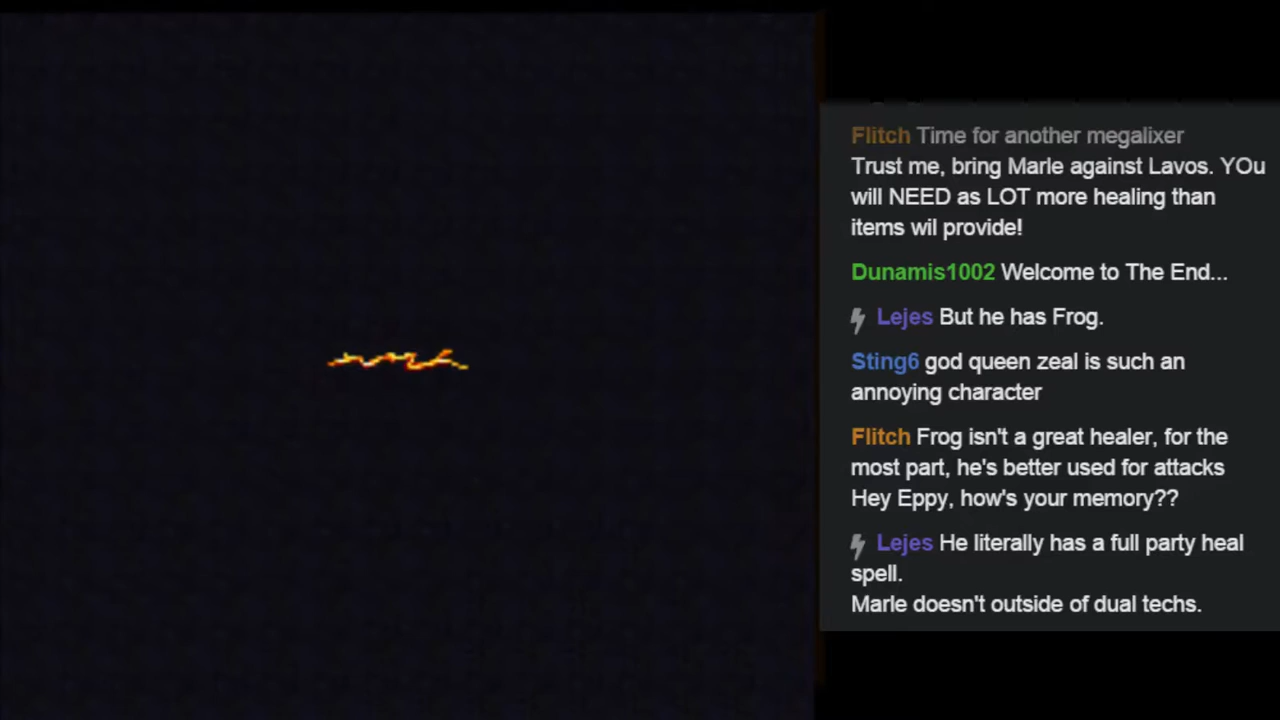 Flitch Time for another megalixer
Trust me, bring Marle against Lavos. YOu
will NEED as LOT more healing than
items wil provide!
Dunamis1002 Welcome to The End...
Lejes But he has Frog.
Sting6 god queen zeal is such an
annoying character
Flitch Frog isn't a great healer, for the
most part, he's better used for attacks
Hey Eppy, how's your memory??
Lejes He literally has a full party heal
spell.
Marle doesn't outside of dual techs.